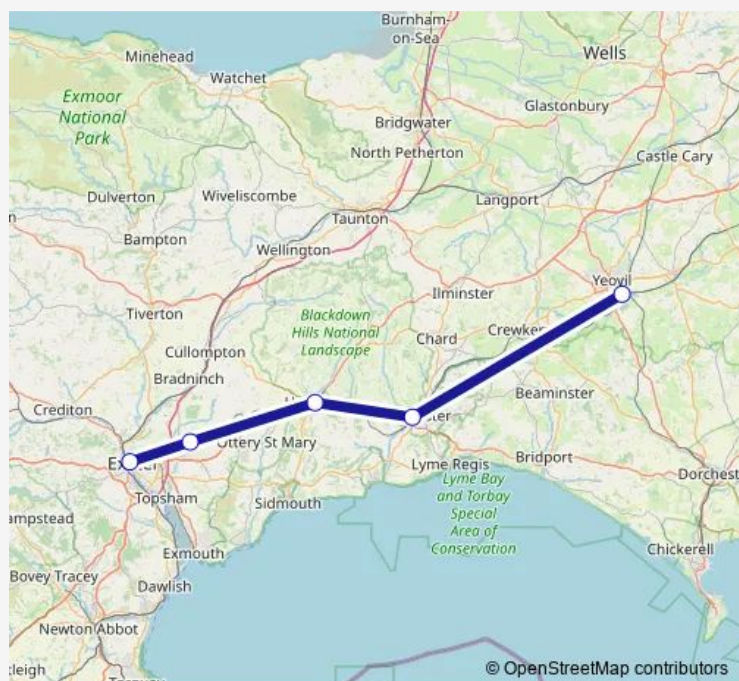 Burnham-
on-Sea
Minehead
Wells
Watchet
Exmoor
National
Park
Glastonbury
Bridgwater
North Petherton
Castle Cary
Dulverton
Wiveliscombe
Langport
Taunton
Bampton
Wellington
Yeovil
Ilminster
Tiverton
Blackdown
Hills National
Landscape
Chard
Cullompton
Bradninch
Beaminster
Crediton
Ottery St Mary
Lyme Regis
Bridport
Dorchest
Lyme Bay
and Torbay
Special
Area of
Conservation
Topsham
Sidmouth
Exmouth
Chickerell
Bovey Tracey
Dawlish
Newton Abbot
© OpenStreetMap contributors